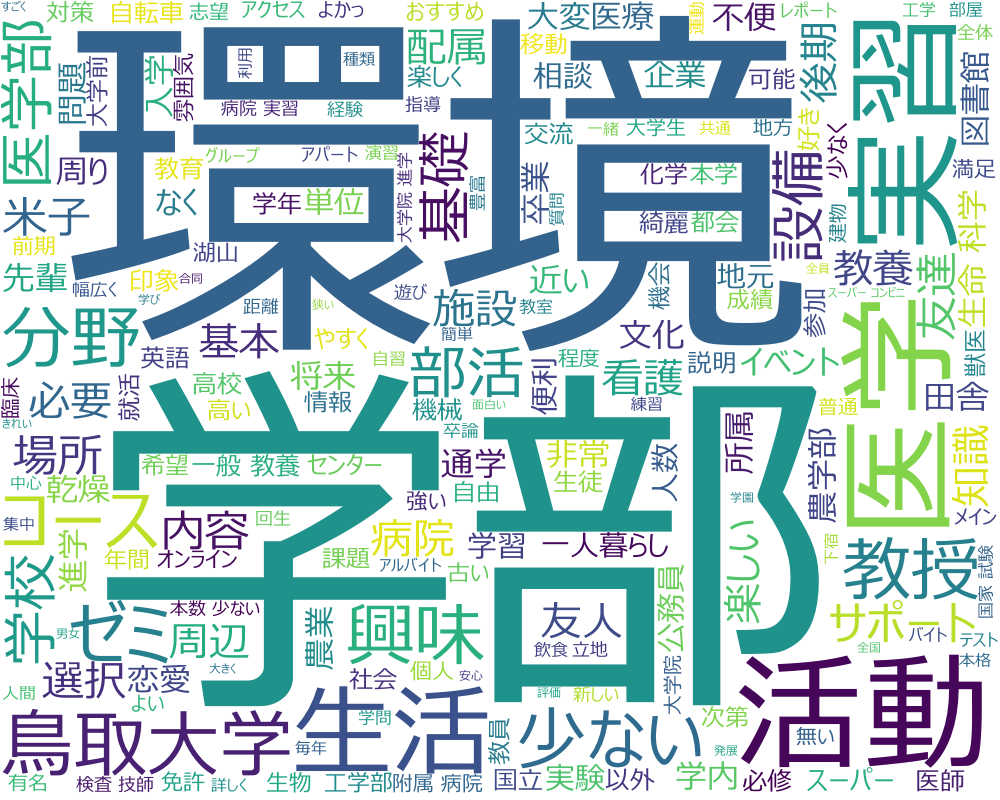 すごく
対策
自転車
志望
アクセス
よかっ
おすすめ
大変
医療
不便
運動
レポート
工学
部屋
医学部
問題
大学前
入学
雰囲気
環境
利用
種類
配属
楽しく
移動
相談
企業
可能
後期
実習
図書館
全体
病院 実習
経験
指導
交流
一緒
大学生
共通
地方
好き
少なく
満足
周り
教育
グループ
アパート
演習
大学院 進学
基礎
豊富
卒業
質問
化学
本学
設備
米子
なく
学年
単位
綺麗
都会
建物
科学
前期
先輩
印象
合同
湖山
近い
機会
地元
成績
全員
教養
友達
生命
幅広く
学び
距離
狭い
遊び
施設
教室
参加
スーパー コンビニ
分野
英語
基本
やすく
簡単
文化
獣医
自習
部活
程度
看護
説明
イベント
医学
臨床
必要
就活
高校
高い
将来
情報
機械
面白い
便利
練習
普通
田舎
きれい
卒論
学部
場所
希望
一般 教養
センター
通学
非常
生徒
人数
所属
農学部
知識
中心
乾燥
自由
強い
学園
メイン
集中
コース
内容
回生
病院
学習
一人暮らし
進学
年間
オンライン
課題
アルバイト
古い
公務員
楽しい
下宿
教授
国家 試験
学校
ゼミ
本数 少ない
周辺
農業
興味
友人
サポート
バイト
テスト
男女
大きく
飲食 立地
大学院
全国
本格
選択
恋愛
社会
個人
安心
人間
よい
評価
新しい
鳥取大学
学問
毎年
生活
教員
少ない
次第
活動
無い
発展
有名
検査 技師
免許
詳しく
生物
工学部
附属 病院
国立
実験
以外
学内
必修
スーパー
医師